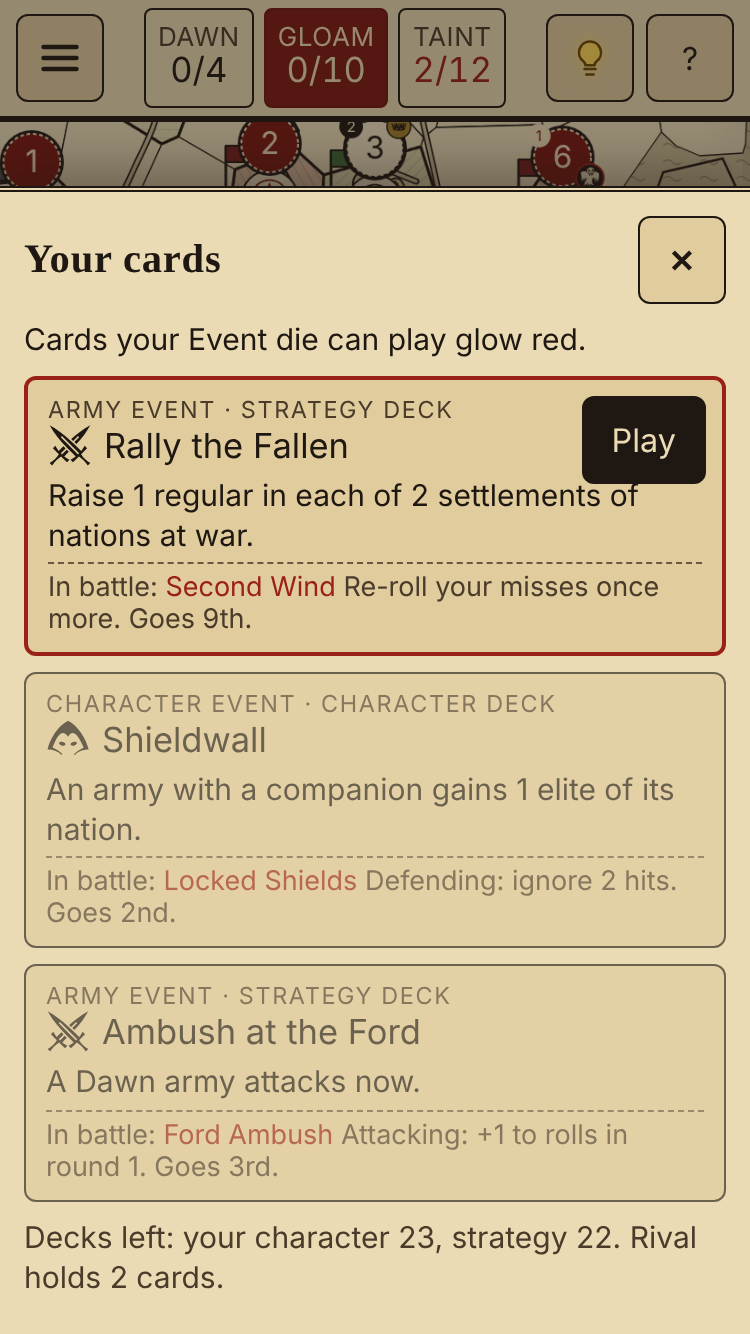 DAWN
0/4
GLOAM
0/10
TAINT
2/12
?
1
2
2
3
1
6
Your cards
×
Cards your Event die can play glow red.
ARMY EVENT · STRATEGY DECK
Rally the Fallen
Play
Raise 1 regular in each of 2 settlements of
nations at war.
In battle: Second Wind Re-roll your misses once
more. Goes 9th.
CHARACTER EVENT · CHARACTER DECK
Shieldwall
An army with a companion gains 1 elite of its
nation.
In battle: Locked Shields Defending: ignore 2 hits.
Goes 2nd.
ARMY EVENT · STRATEGY DECK
Ambush at the Ford
A Dawn army attacks now.
In battle: Ford Ambush Attacking: +1 to rolls in
round 1. Goes 3rd.
Decks left: your character 23, strategy 22. Rival
holds 2 cards.